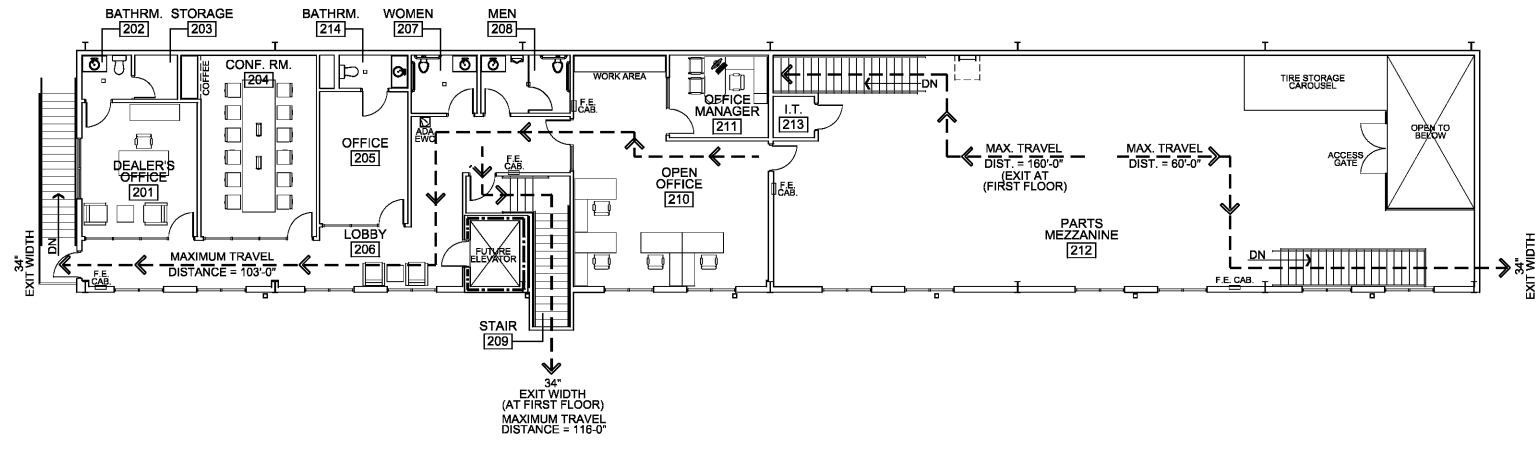 BATHRM.
202
STORAGE
203
BATHRM.
214
WOMEN
207
MEN
208
COFFEE
CONF. RM.
204
WORK AREA
F.E.
CAB.
OFFICE
MANAGER
211
I.T.
213
DN
TIRE STORAGE
CAROUSEL
OPEN TO
BELOW
ACCESS
GATE
ADA
EWC
OFFICE
205
DEALER'S
OFFICE
201
F.E.
CAB.
OPEN
OFFICE
210
F.E.
CAB.
MAX. TRAVEL
DIST. = 160'-0"
(EXIT AT
(FIRST FLOOR)
MAX. TRAVEL
DIST. = 60'-0"
PARTS
MEZZANINE
212
LOBBY
206
DN
34"
EXIT WIDTH
MAXIMUM TRAVEL
DISTANCE = 103'-0"
F.E.
CAB.
FUTURE
ELEVATOR
DN
F.E. CAB.
34"
EXIT WIDTH
STAIR
209
34"
EXIT WIDTH
(AT FIRST FLOOR)
MAXIMUM TRAVEL
DISTANCE = 116-0"